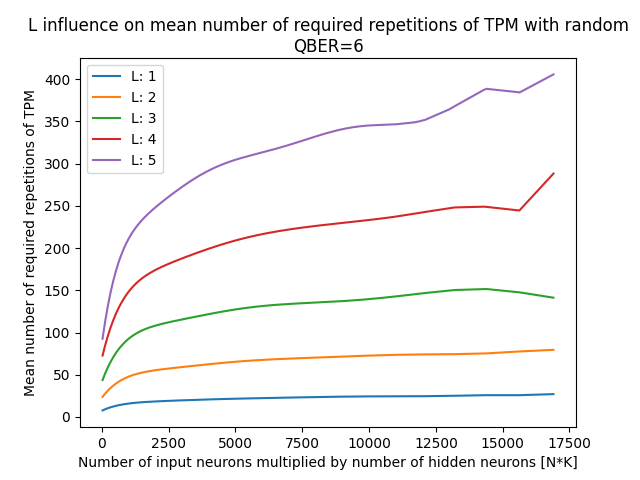 L influence on mean number of required repetitions of TPM with random
QBER=6
Mean number of required repetitions of TPM
400
350
300
250
200
150
100
50
0
L: 1
L: 2
L: 3
L: 4
L: 5
0 2500 5000 7500 10000 12500 15000 17500
Number of input neurons multiplied by number of hidden neurons [N*K]